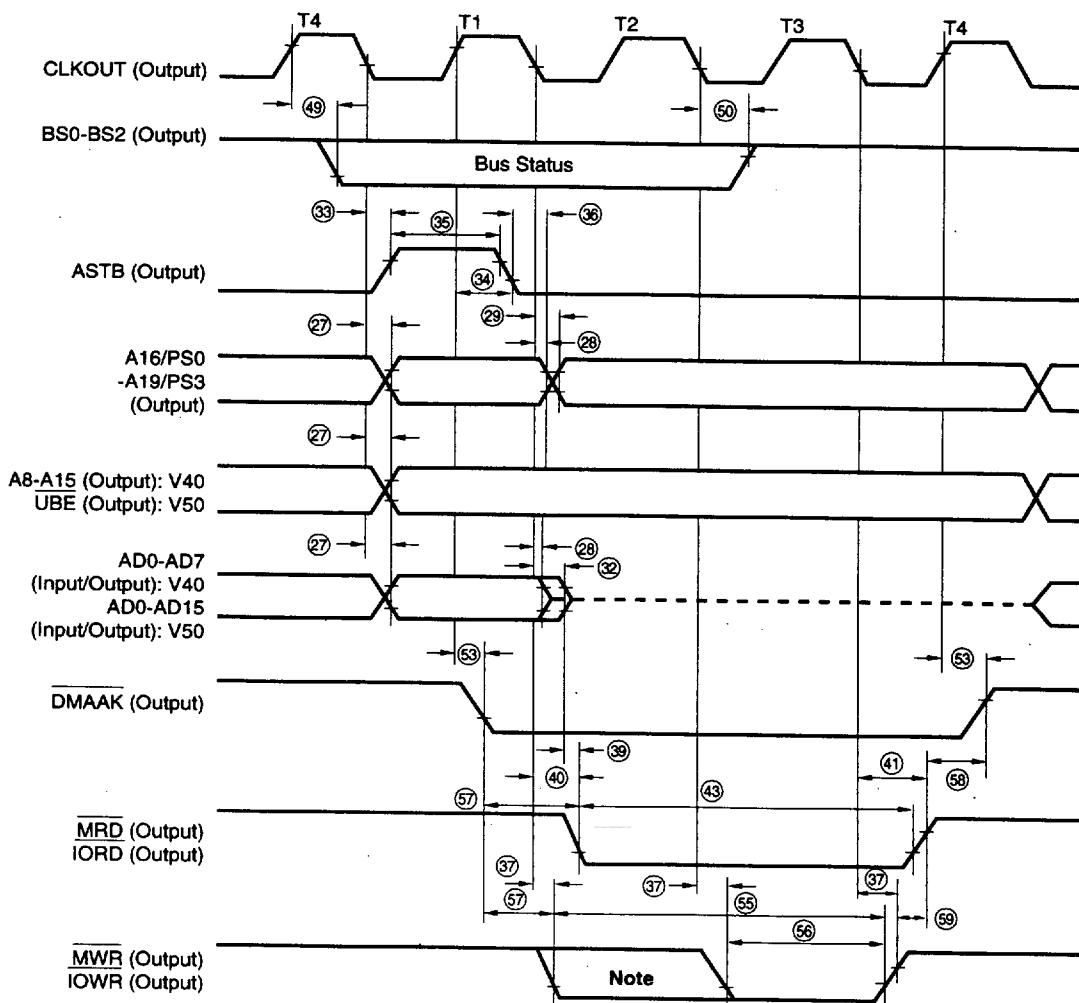 T4 T1 T2 T3 T4
CLKOUT (Output)
49 50
BS0-BS2 (Output)
Bus Status
33 35 36
ASTB (Output)
34
29
27 28
A16/PS0
-A19/PS3
(Output)
27
A8-A15 (Output): V40
UBE (Output): V50
27 28
AD0-AD7 32
(Input/Output): V40
AD0-AD15
(Input/Output): V50
53 53
DMAAK (Output)
39
40 41 58
57 43
MRD (Output)
IORD (Output)
37 37 37
57 55 59
56
MWR (Output)
IOWR (Output)
Note